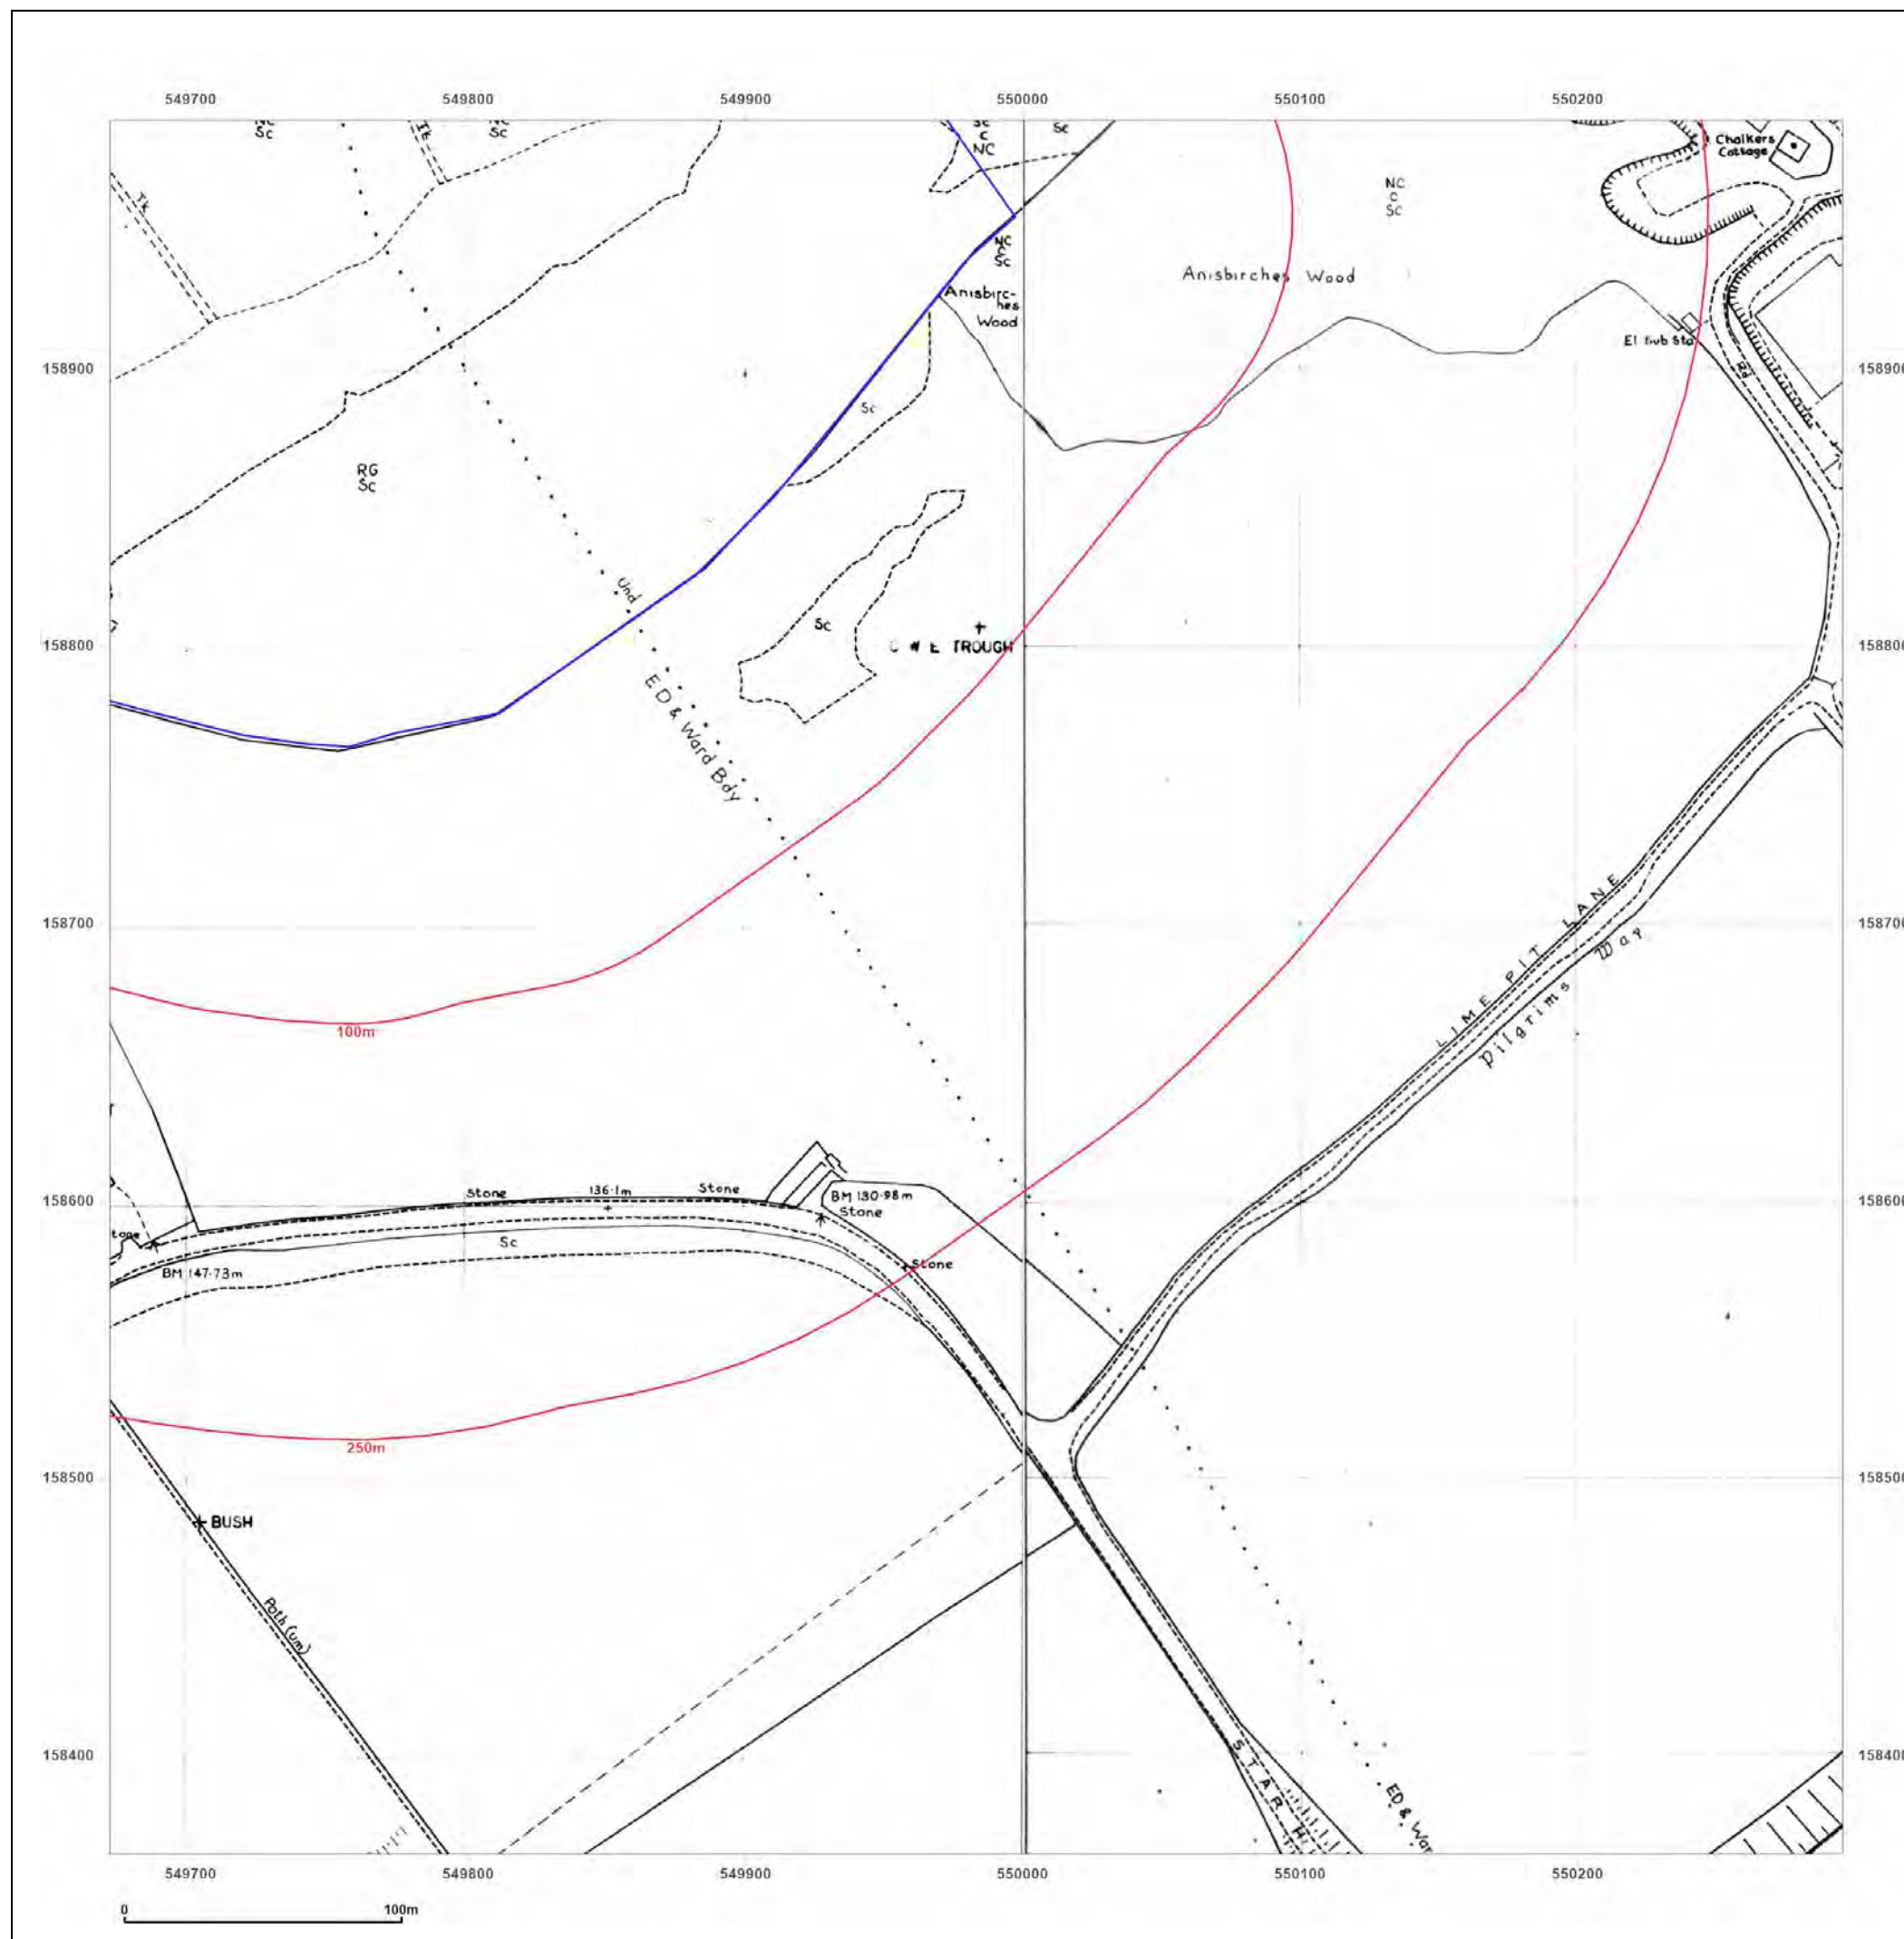 549700
549800
549900
550000
550100
550200
Sc
Tk
Sc
C
NC
Sc
NC
C
Sc
Chalkers
Cottage
Tk
NC
C
Sc
Anisbirches Wood
Anisbirc-
hes
Wood
El Sub Sta
158900
158900
Rd
Sc
RG
Sc
Und
Sc
TROUGH
158800
158800
E D & Ward Bdy
158700
158700
LIME PIT LANE
Pilgrims Way
100m
158600
158600
Stone
136·1m
Stone
BM 130·98m
Stone
Sc
BM 147·73m
Stone
250m
158500
158500
BUSH
Path (um)
158400
158400
STAR H
ED & War
549700
549800
549900
550000
550100
550200
0
100m